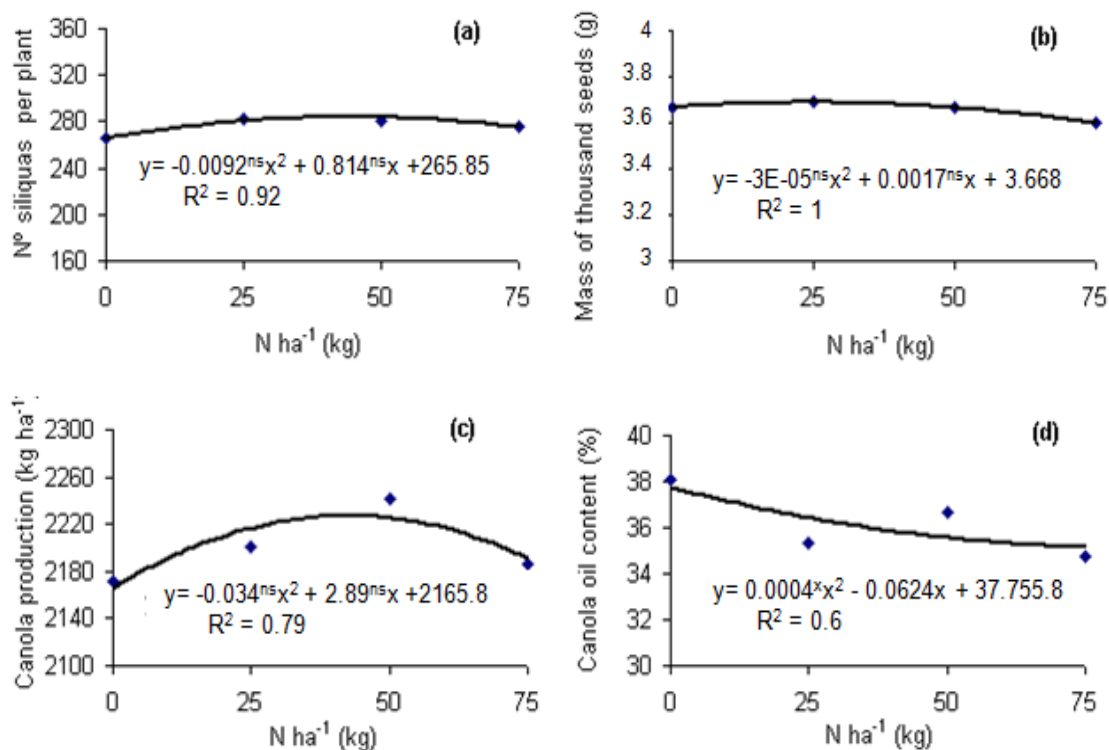 (a)
Nº siliquas per plant
360
320
280
240
200
160
y= -0.0092ⁿˢx² + 0.814ⁿˢx +265.85
R² = 0.92
0 25 50 75
N ha⁻¹ (kg)
(b)
Mass of thousand seeds (g)
4
3.8
3.6
3.4
3.2
3
y= -3E-05ⁿˢx² + 0.0017ⁿˢx + 3.668
R² = 1
0 25 50 75
N ha⁻¹ (kg)
(c)
Canola production (kg ha⁻¹
2300
2260
2220
2180
2140
2100
y= -0.034ⁿˢx² + 2.89ⁿˢx +2165.8
R² = 0.79
0 25 50 75
N ha⁻¹ (kg)
(d)
Canola oil content (%)
40
38
36
34
32
30
y= 0.0004ˣx² - 0.0624x + 37.755.8
R² = 0.6
0 25 50 75
N ha⁻¹ (kg)